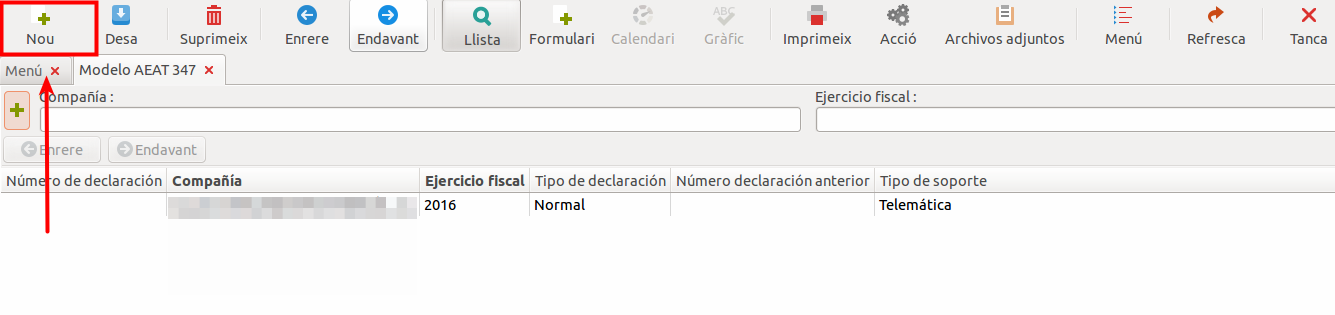 Nou Desa Suprimeix Enrere Endavant Llista Formulari Calendari ABC Gràfic Imprimeix Acció Archivos adjuntos Menú Refresca Tanca
Menú Modelo AEAT 347
Compañía : Ejercicio fiscal :
Enrere Endavant
Número de declaración Compañía Ejercicio fiscal Tipo de declaración Número declaración anterior Tipo de soporte
2016 Normal Telemática